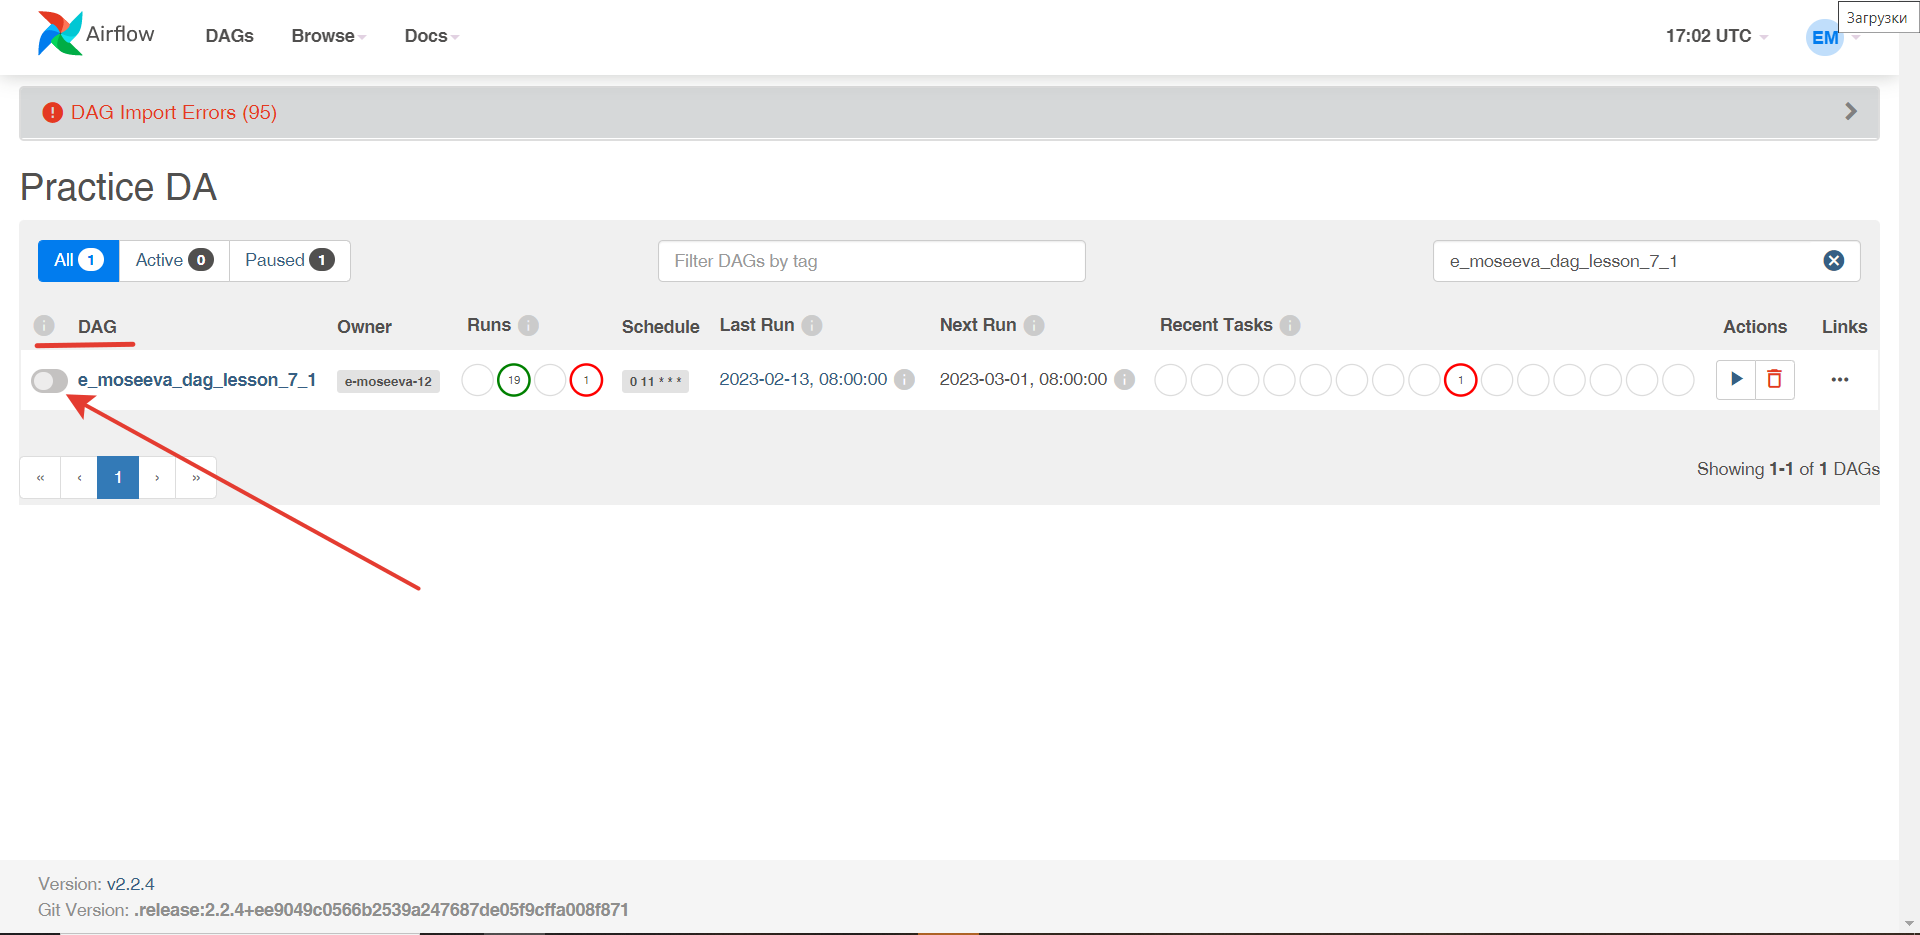 Airflow DAGs Browse Docs 17:02 UTC EM Загрузки
DAG Import Errors (95)
Practice DA
All 1 Active 0 Paused 1 Filter DAGs by tag e_moseeva_dag_lesson_7_1
DAG Owner Runs Schedule Last Run Next Run Recent Tasks Actions Links
e_moseeva_dag_lesson_7_1 e-moseeva-12 19 1 0 11 * * * 2023-02-13, 08:00:00 2023-03-01, 08:00:00 1
« ‹ 1 › » Showing 1-1 of 1 DAGs
Version: v2.2.4
Git Version: .release:2.2.4+ee9049c0566b2539a247687de05f9cffa008f871